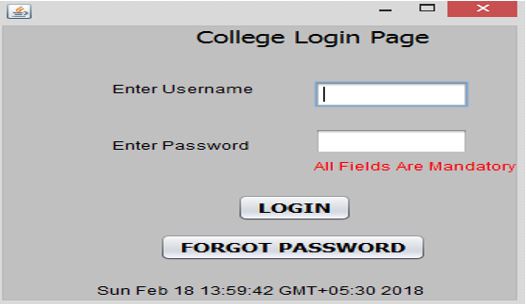 College Login Page
Enter Username
Enter Password
All Fields Are Mandatory
LOGIN
FORGOT PASSWORD
Sun Feb 18 13:59:42 GMT+05:30 2018